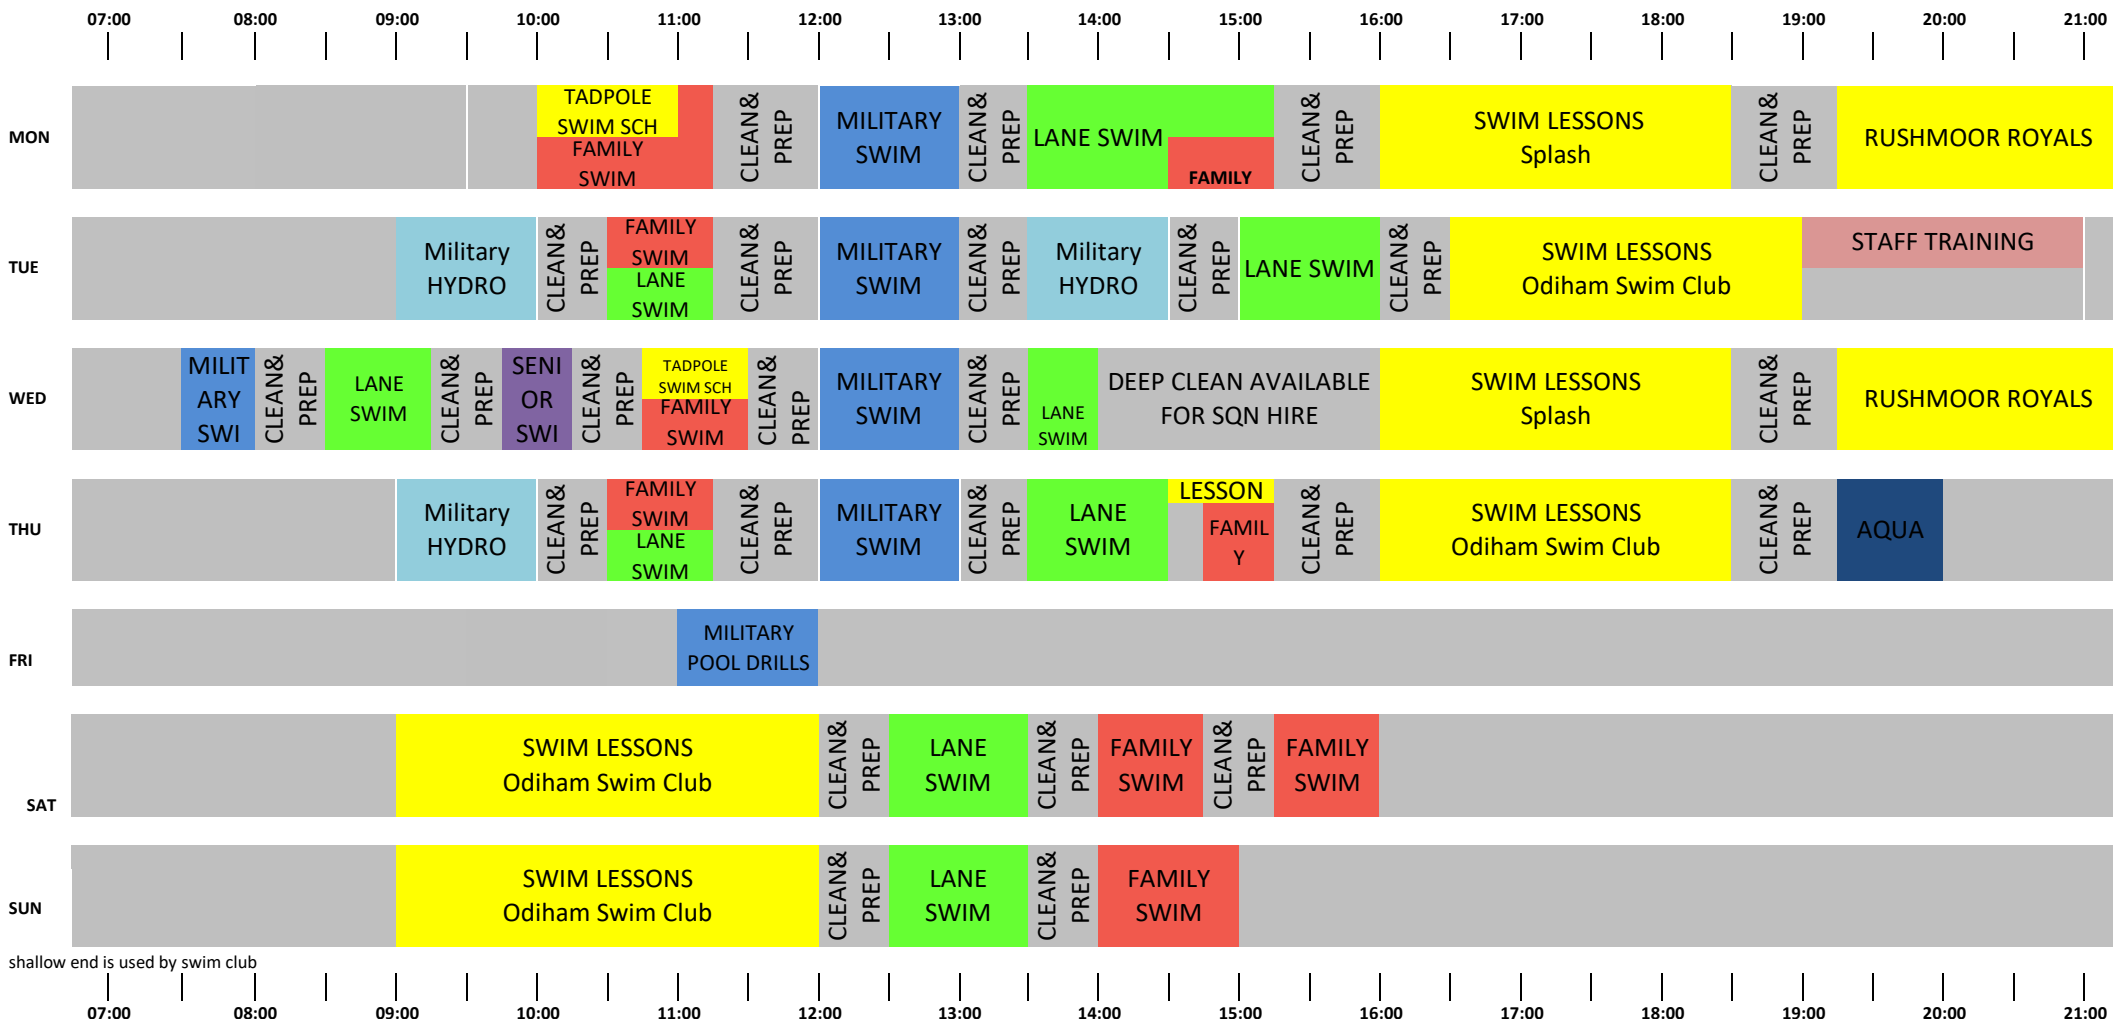 07:00 08:00 09:00 10:00 11:00 12:00 13:00 14:00 15:00 16:00 17:00 18:00 19:00 20:00 21:00
MON
TADPOLE
SWIM SCH
FAMILY
SWIM
CLEAN&
PREP
MILITARY
SWIM
CLEAN&
PREP
LANE SWIM
FAMILY
CLEAN&
PREP
SWIM LESSONS
Splash
CLEAN&
PREP
RUSHMOOR ROYALS
TUE
Military
HYDRO
CLEAN&
PREP
FAMILY
SWIM
LANE
SWIM
CLEAN&
PREP
MILITARY
SWIM
CLEAN&
PREP
Military
HYDRO
CLEAN&
PREP
LANE SWIM
CLEAN&
PREP
SWIM LESSONS
Odiham Swim Club
STAFF TRAINING
WED
MILIT
ARY
SWI
CLEAN&
PREP
LANE
SWIM
CLEAN&
PREP
SENI
OR
SWI
CLEAN&
PREP
TADPOLE
SWIM SCH
FAMILY
SWIM
CLEAN&
PREP
MILITARY
SWIM
CLEAN&
PREP
LANE
SWIM
DEEP CLEAN AVAILABLE
FOR SQN HIRE
SWIM LESSONS
Splash
CLEAN&
PREP
RUSHMOOR ROYALS
THU
Military
HYDRO
CLEAN&
PREP
FAMILY
SWIM
LANE
SWIM
CLEAN&
PREP
MILITARY
SWIM
CLEAN&
PREP
LANE
SWIM
LESSON
FAMIL
Y
CLEAN&
PREP
SWIM LESSONS
Odiham Swim Club
CLEAN&
PREP
AQUA
FRI
MILITARY
POOL DRILLS
SAT
SWIM LESSONS
Odiham Swim Club
CLEAN&
PREP
LANE
SWIM
CLEAN&
PREP
FAMILY
SWIM
CLEAN&
PREP
FAMILY
SWIM
SUN
SWIM LESSONS
Odiham Swim Club
CLEAN&
PREP
LANE
SWIM
CLEAN&
PREP
FAMILY
SWIM
shallow end is used by swim club
07:00 08:00 09:00 10:00 11:00 12:00 13:00 14:00 15:00 16:00 17:00 18:00 19:00 20:00 21:00